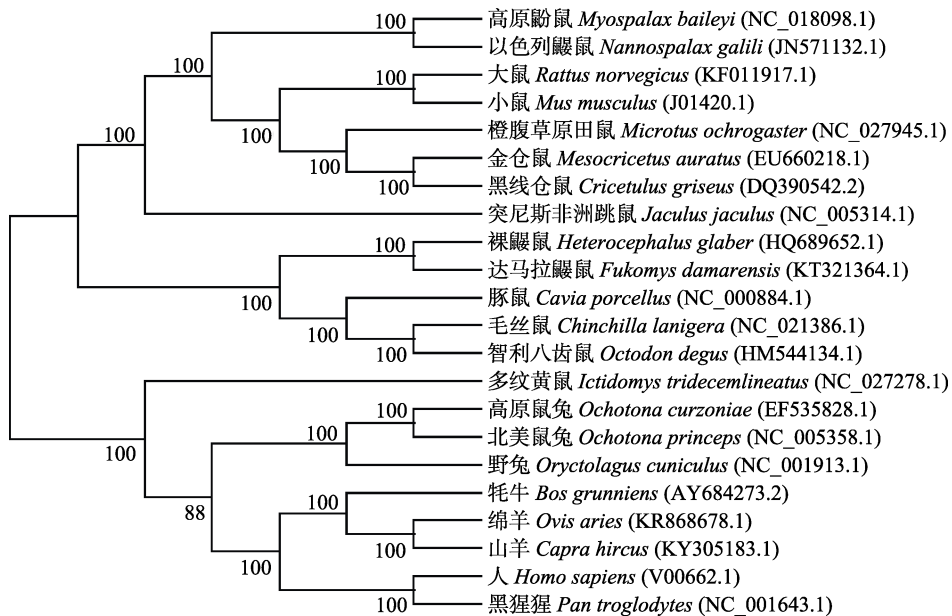 高原鼢鼠 Myospalax baileyi (NC_018098.1)
以色列鼹鼠 Nannospalax galili (JN571132.1)
大鼠 Rattus norvegicus (KF011917.1)
小鼠 Mus musculus (J01420.1)
橙腹草原田鼠 Microtus ochrogaster (NC_027945.1)
金仓鼠 Mesocricetus auratus (EU660218.1)
黑线仓鼠 Cricetulus griseus (DQ390542.2)
突尼斯非洲跳鼠 Jaculus jaculus (NC_005314.1)
裸鼹鼠 Heterocephalus glaber (HQ689652.1)
达马拉鼹鼠 Fukomys damarensis (KT321364.1)
豚鼠 Cavia porcellus (NC_000884.1)
毛丝鼠 Chinchilla lanigera (NC_021386.1)
智利八齿鼠 Octodon degus (HM544134.1)
多纹黄鼠 Ictidomys tridecemlineatus (NC_027278.1)
高原鼠兔 Ochotona curzoniae (EF535828.1)
北美鼠兔 Ochotona princeps (NC_005358.1)
野兔 Oryctolagus cuniculus (NC_001913.1)
牦牛 Bos grunniens (AY684273.2)
绵羊 Ovis aries (KR868678.1)
山羊 Capra hircus (KY305183.1)
人 Homo sapiens (V00662.1)
黑猩猩 Pan troglodytes (NC_001643.1)
100
100
100
100
100
100
100
100
100
100
100
100
100
100
88
100
100
100
100